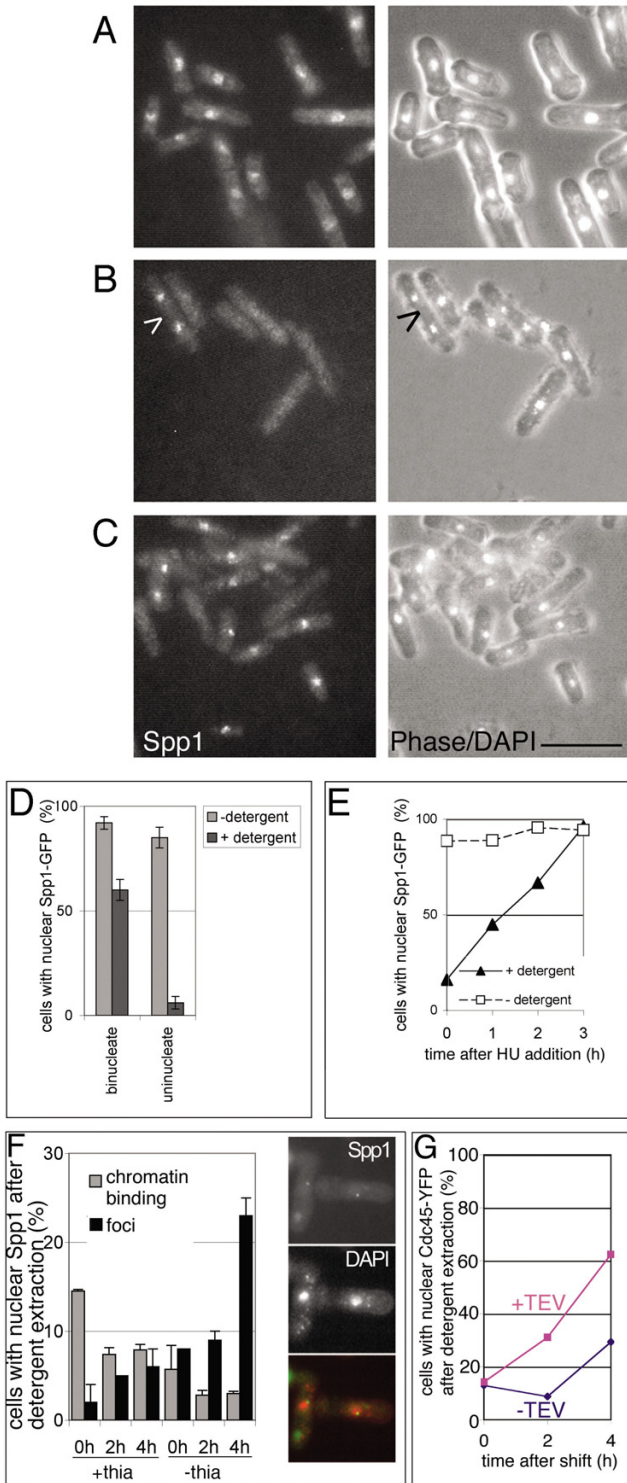 A
B
C
Spp1
Phase/DAPI
D
cells with nuclear Spp1-GFP (%)
100
50
0
binucleate
uninucleate
-detergent
+ detergent
E
cells with nuclear Spp1-GFP (%)
100
50
0
+ detergent
- detergent
0 1 2 3
time after HU addition (h)
F
cells with nuclear Spp1 after
detergent extraction (%)
30
20
10
0
chromatin
binding
foci
0h 2h 4h 0h 2h 4h
+thia -thia
Spp1
DAPI
G
cells with nuclear Cdc45-YFP
after detergent extraction (%)
100
80
60
40
20
0
+TEV
-TEV
0 2 4
time after shift (h)